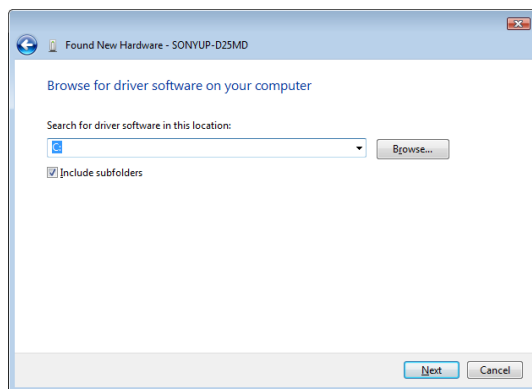 Found New Hardware - SONYUP-D25MD
Browse for driver software on your computer
Search for driver software in this location:
C:
Browse...
Include subfolders
Next
Cancel